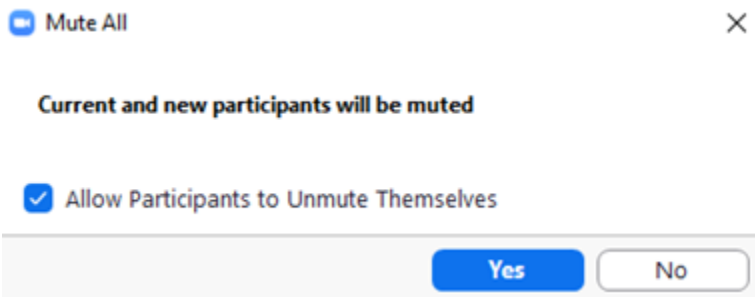 Mute All
Current and new participants will be muted
Allow Participants to Unmute Themselves
Yes No